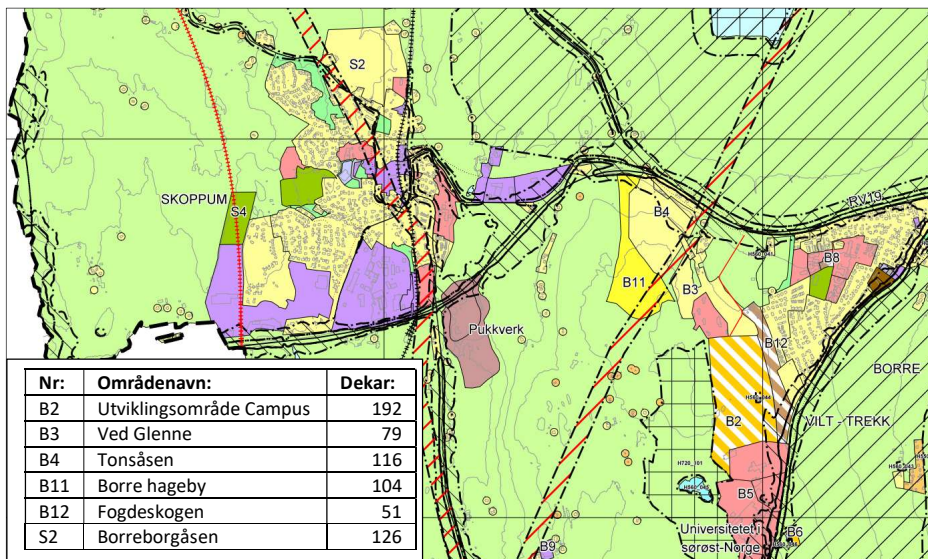 S2
SKOPPUM
S4
B4
RV19
B8
B11
B3
H560_041
Pukkverk
B12
BORRE
B2
VILT - TREKK
H720_101
B5
Universitetet i
sørøst-Norge
B6
B9
Nr: Områdenavn: Dekar:
B2 Utviklingsområde Campus 192
B3 Ved Glenne 79
B4 Tonsåsen 116
B11 Borre hageby 104
B12 Fogdeskogen 51
S2 Borreborgåsen 126